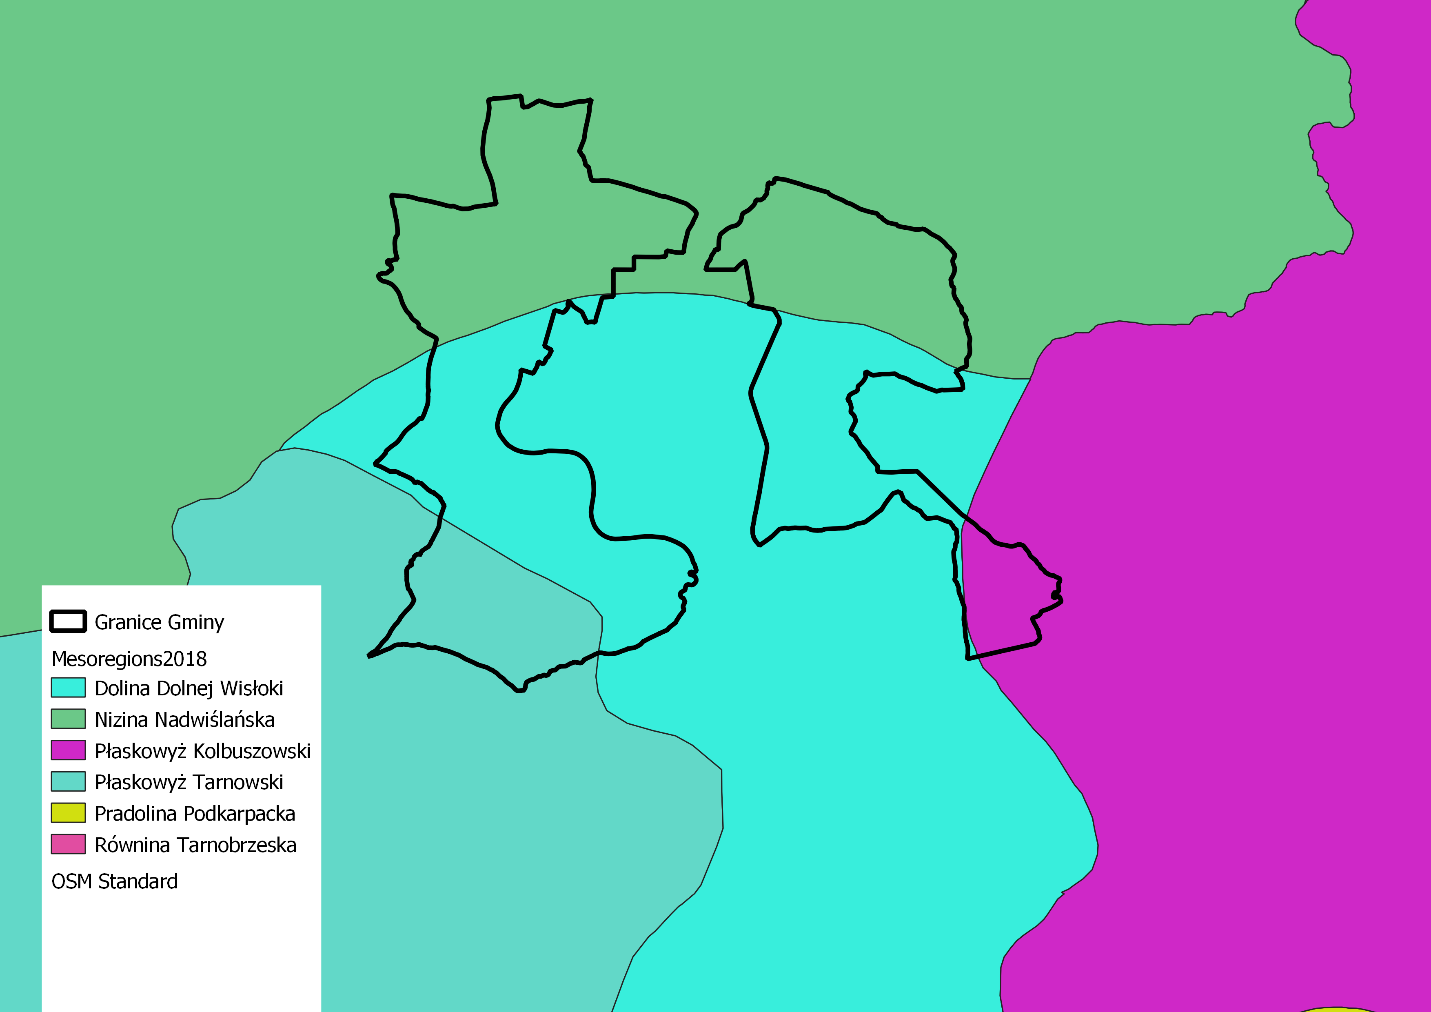 Granice Gminy
Mesoregions2018
Dolina Dolnej Wisłoki
Nizina Nadwiślańska
Płaskowyż Kolbuszowski
Płaskowyż Tarnowski
Pradolina Podkarpacka
Równina Tarnobrzeska
OSM Standard